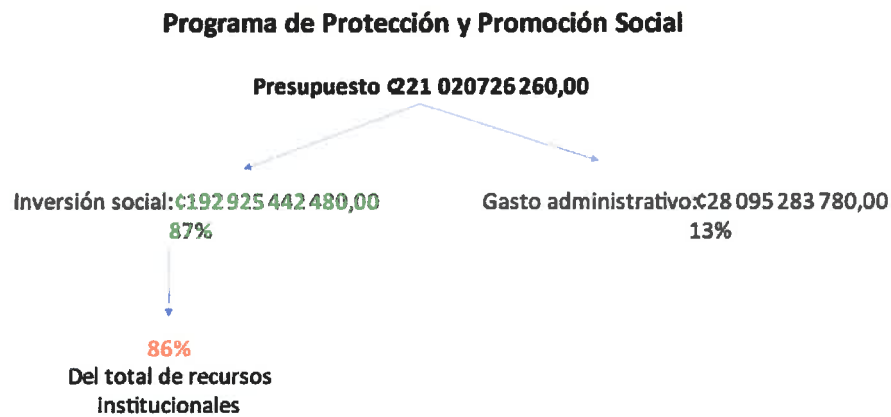 Programa de Protección y Promoción Social
Presupuesto ₡221 020726 260,00
Inversión social:₡192 925 442 480,00
87%
Gasto administrativo:₡28 095 283 780,00
13%
86%
Del total de recursos
institucionales